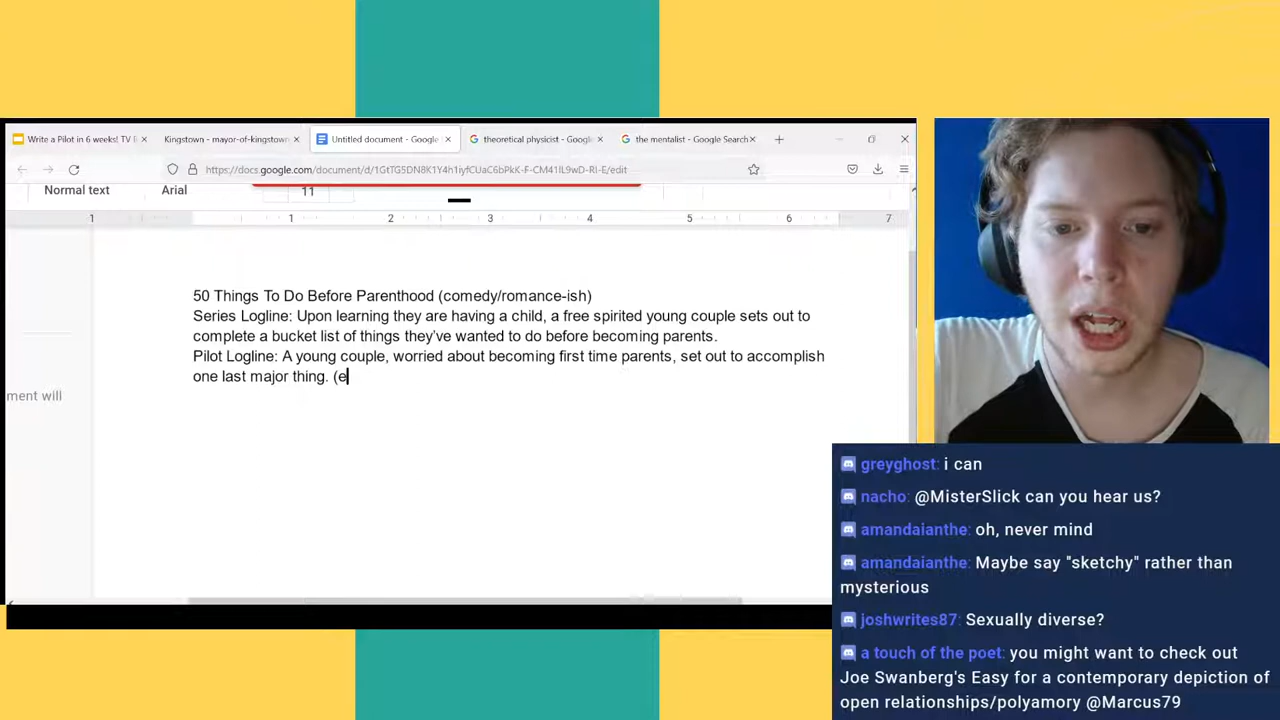 Write a Pilot in 6 weeks! TV B
Kingstown - mayor-of-kingstown
Untitled document - Google
theoretical physicist - Google
the mentalist - Google Search
https://docs.google.com/document/d/1GtTG5DN8K1Y4h1iyfCUaC6bPkK-F-CM41lL9wD-RI-E/edit
Normal text Arial 11
1 1 2 3 4 5 6 7
50 Things To Do Before Parenthood (comedy/romance-ish)
Series Logline: Upon learning they are having a child, a free spirited young couple sets out to
complete a bucket list of things they've wanted to do before becoming parents.
Pilot Logline: A young couple, worried about becoming first time parents, set out to accomplish
one last major thing. (e
ment will
greyghost: i can
nacho: @MisterSlick can you hear us?
amandaianthe: oh, never mind
amandaianthe: Maybe say "sketchy" rather than
mysterious
joshwrites87: Sexually diverse?
a touch of the poet: you might want to check out
Joe Swanberg's Easy for a contemporary depiction of
open relationships/polyamory @Marcus79